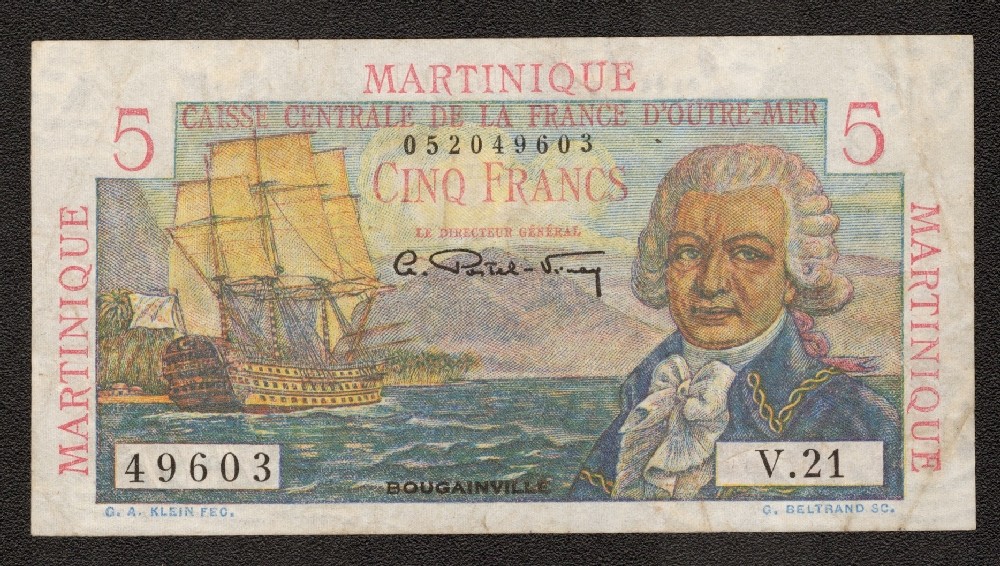 MARTINIQUE
5 CAISSE CENTRALE DE LA FRANCE D'OUTRE-MER 5
052049603
CINQ FRANCS
LE DIRECTEUR GÉNÉRAL
MARTINIQUE
MARTINIQUE
49603
V.21
BOUGAINVILLE
G. A. KLEIN FEC.
G. BELTRAND SC.